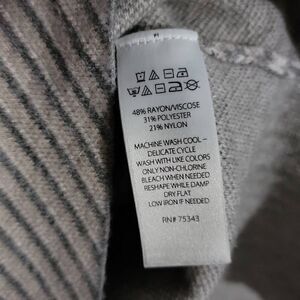 48% RAYON/VISCOSE
31% POLYESTER
21% NYLON
MACHINE WASH COOL –
DELICATE CYCLE
WASH WITH LIKE COLORS
ONLY NON-CHLORINE
BLEACH WHEN NEEDED
RESHAPE WHILE DAMP
DRY FLAT
LOW IRON IF NEEDED
RN# 75343